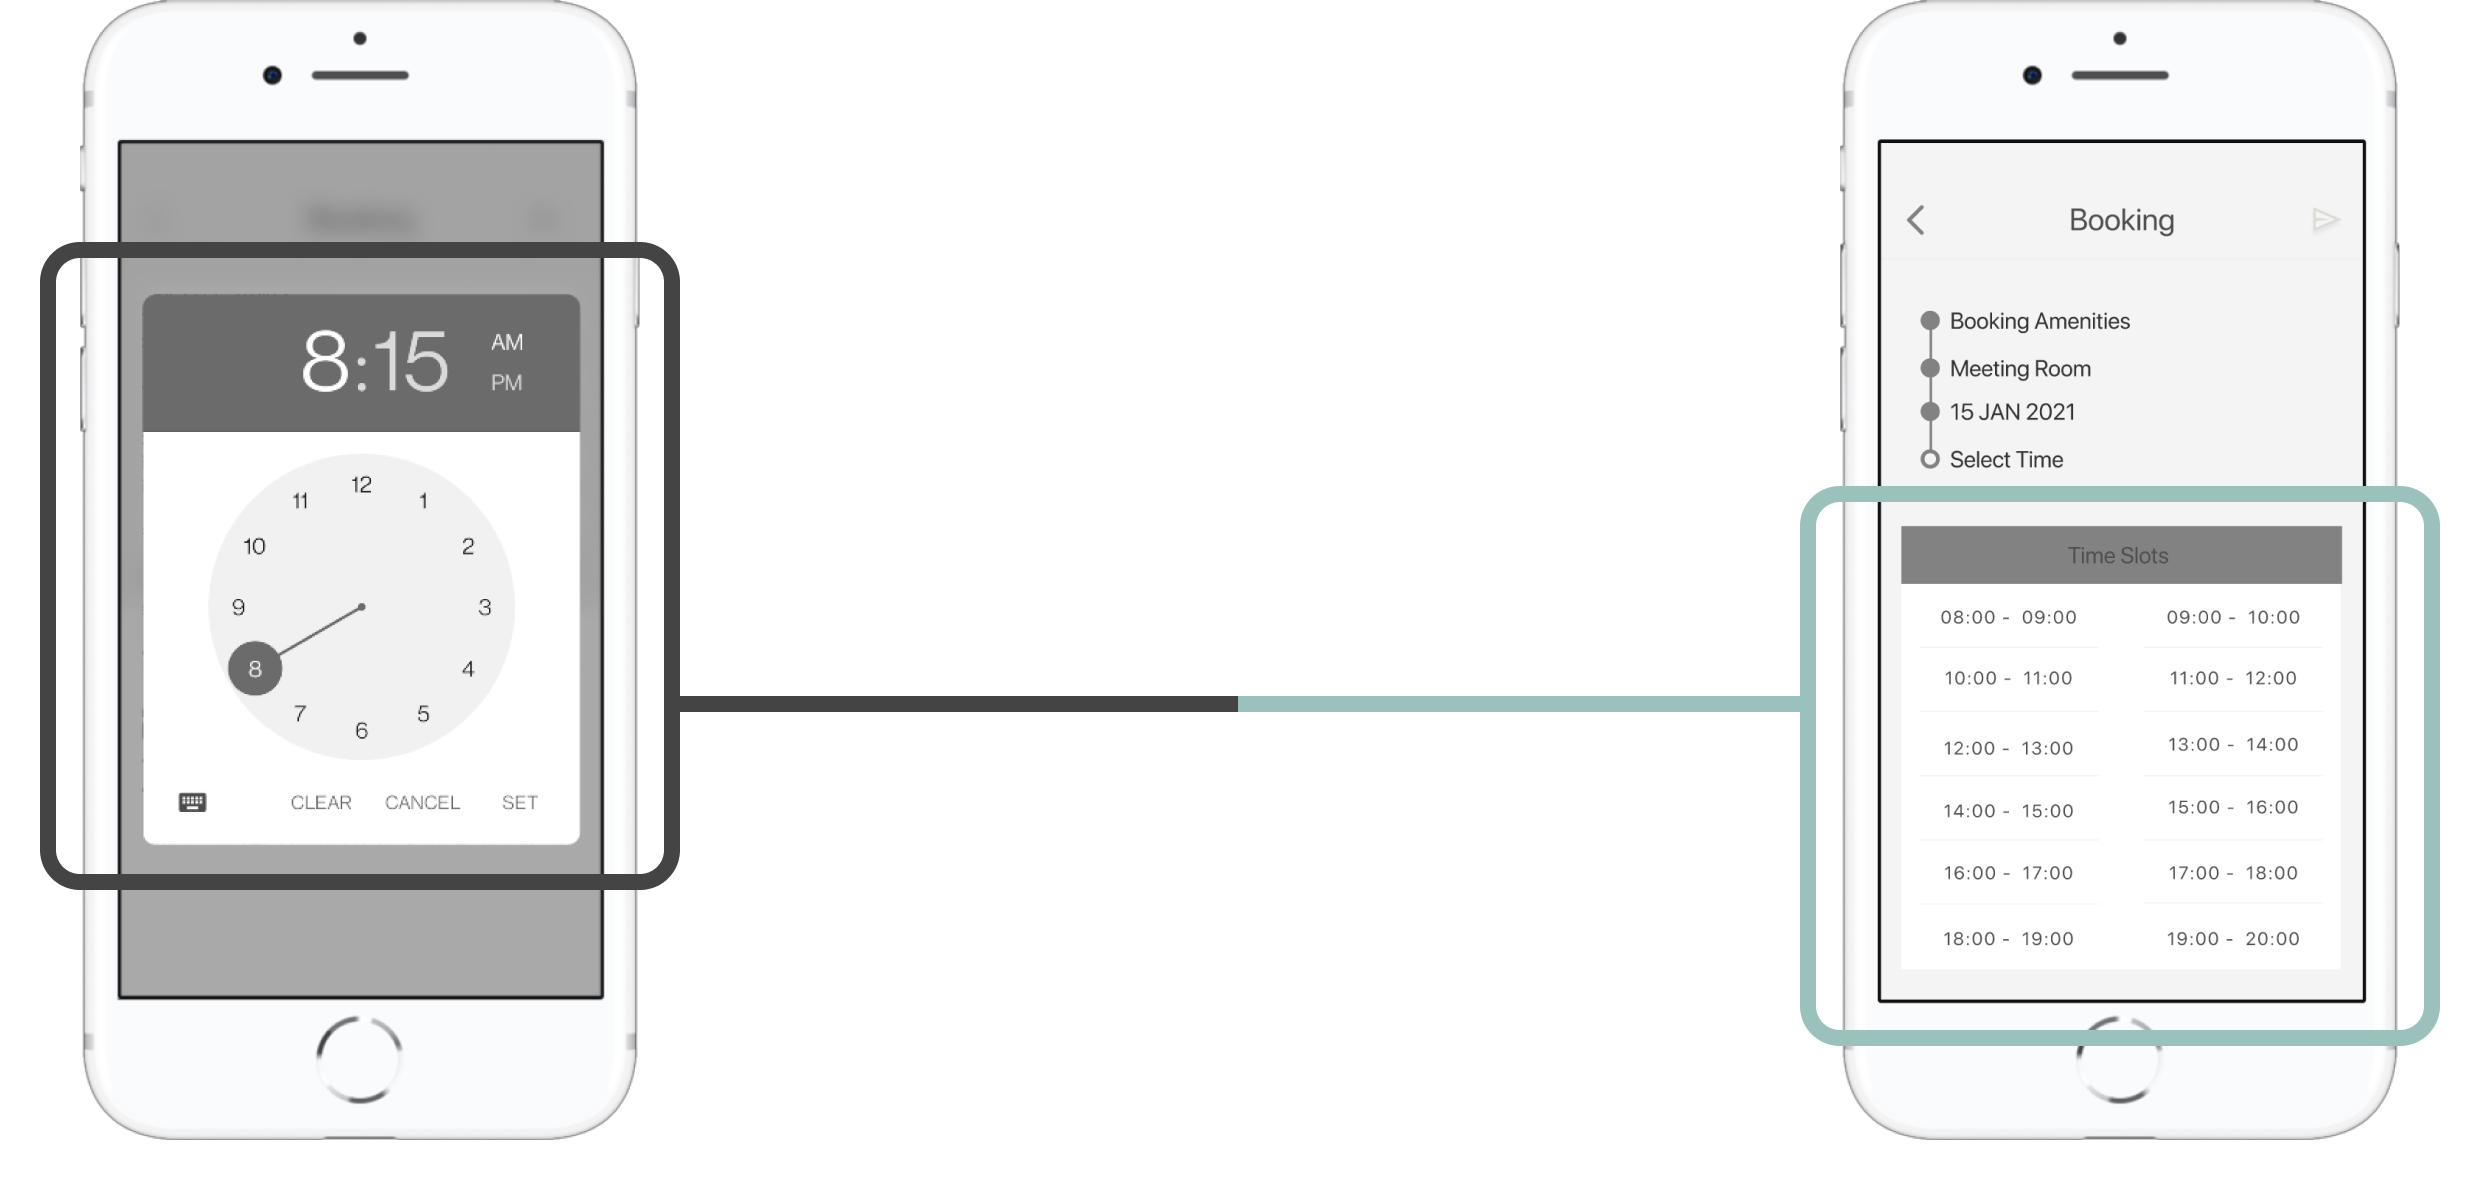 8:15
AM
PM
12
11
1
10
2
9
3
8
4
7
5
6
CLEAR CANCEL SET
Booking
Booking Amenities
Meeting Room
15 JAN 2021
Select Time
Time Slots
08:00 - 09:00 09:00 - 10:00
10:00 - 11:00 11:00 - 12:00
12:00 - 13:00 13:00 - 14:00
14:00 - 15:00 15:00 - 16:00
16:00 - 17:00 17:00 - 18:00
18:00 - 19:00 19:00 - 20:00